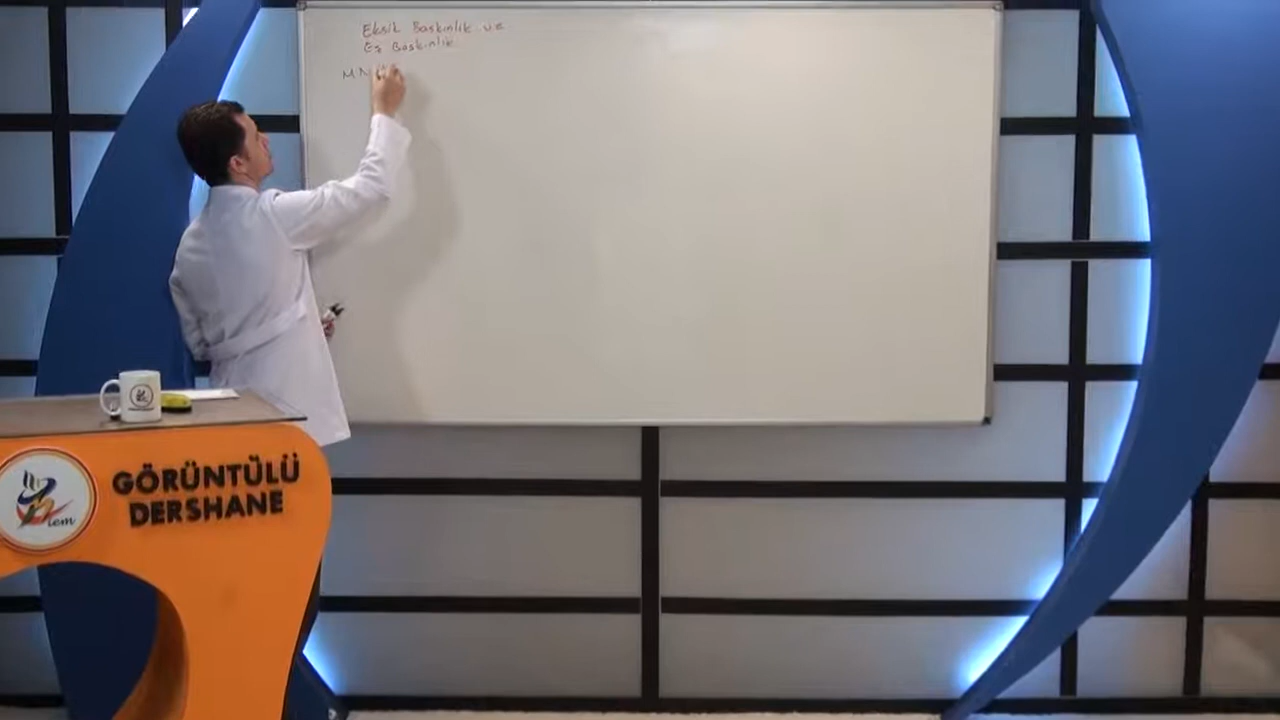 Eksik Baskınlık ve
Eş Baskınlık
M N
GÖRÜNTÜLÜ
DERSHANE